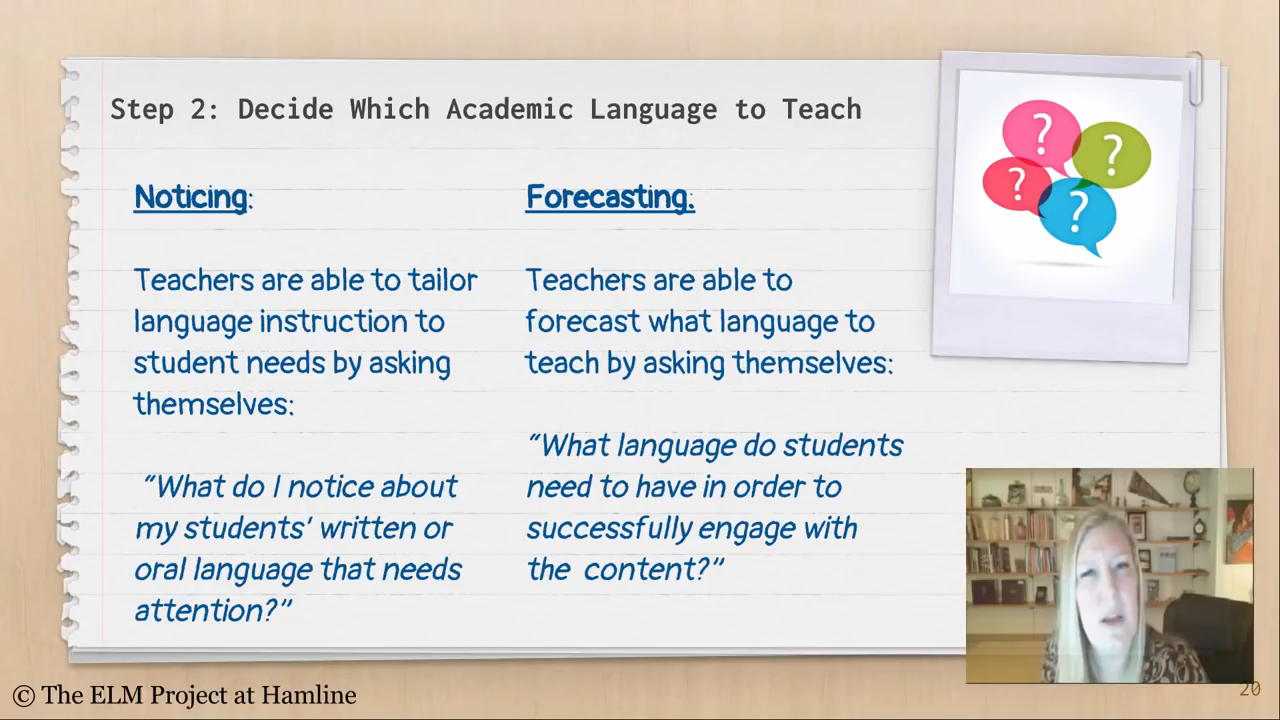 Step 2: Decide Which Academic Language to Teach
Noticing:
Teachers are able to tailor
language instruction to
student needs by asking
themselves:
“What do I notice about
my students’ written or
oral language that needs
attention?”
Forecasting:
Teachers are able to
forecast what language to
teach by asking themselves:
“What language do students
need to have in order to
successfully engage with
the content?”
? ?
? ?
© The ELM Project at Hamline
20